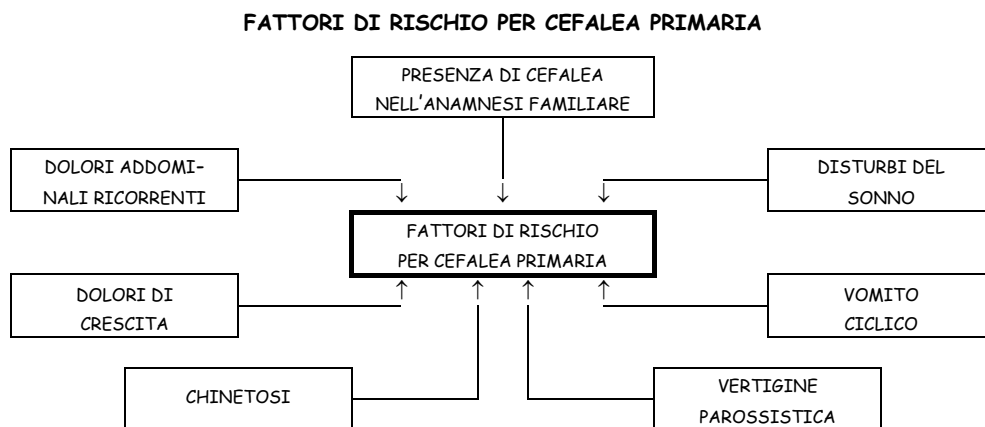 FATTORI DI RISCHIO PER CEFALEA PRIMARIA
PRESENZA DI CEFALEA
NELL'ANAMNESI FAMILIARE
DOLORI ADDOMI-
NALI RICORRENTI
DISTURBI DEL
SONNO
FATTORI DI RISCHIO
PER CEFALEA PRIMARIA
DOLORI DI
CRESCITA
VOMITO
CICLICO
CHINETOSI
VERTIGINE
PAROSSISTICA